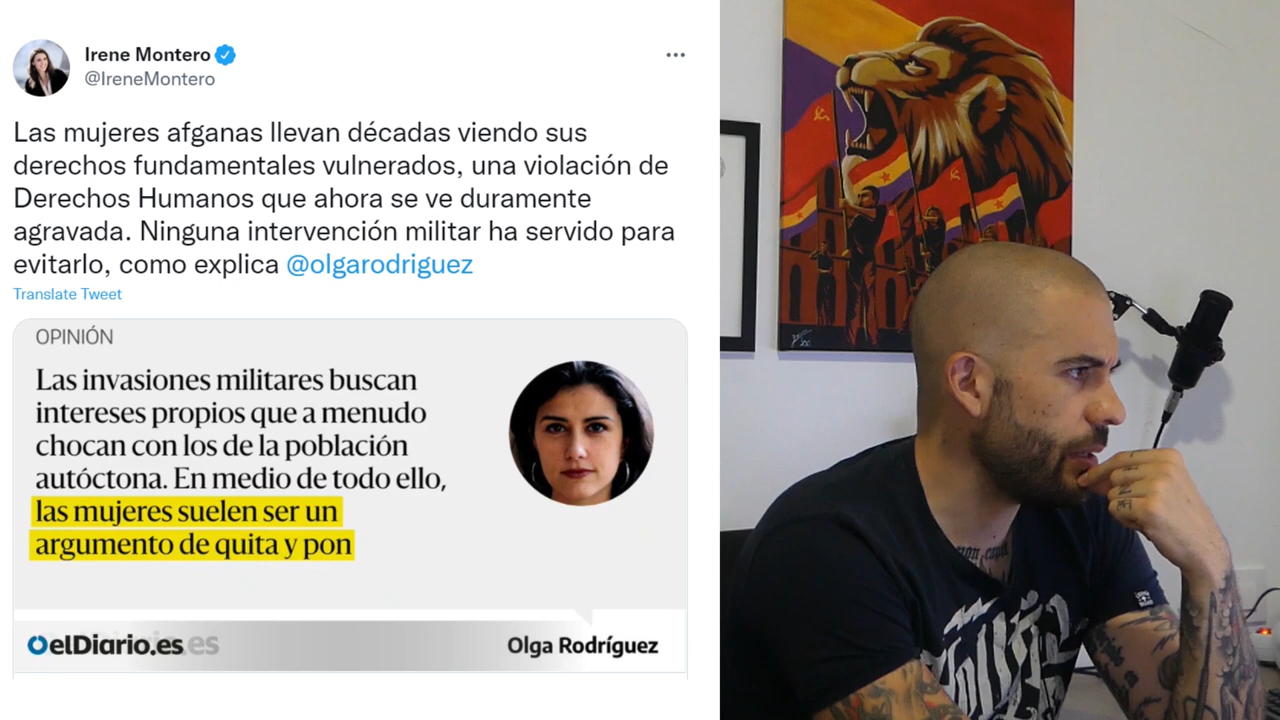 Irene Montero
@IreneMontero
Las mujeres afganas llevan décadas viendo sus
derechos fundamentales vulnerados, una violación de
Derechos Humanos que ahora se ve duramente
agravada. Ninguna intervención militar ha servido para
evitarlo, como explica @olgarodriguez
Translate Tweet
OPINIÓN
Las invasiones militares buscan
intereses propios que a menudo
chocan con los de la población
autóctona. En medio de todo ello,
las mujeres suelen ser un
argumento de quita y pon
elDiario.es
Olga Rodríguez